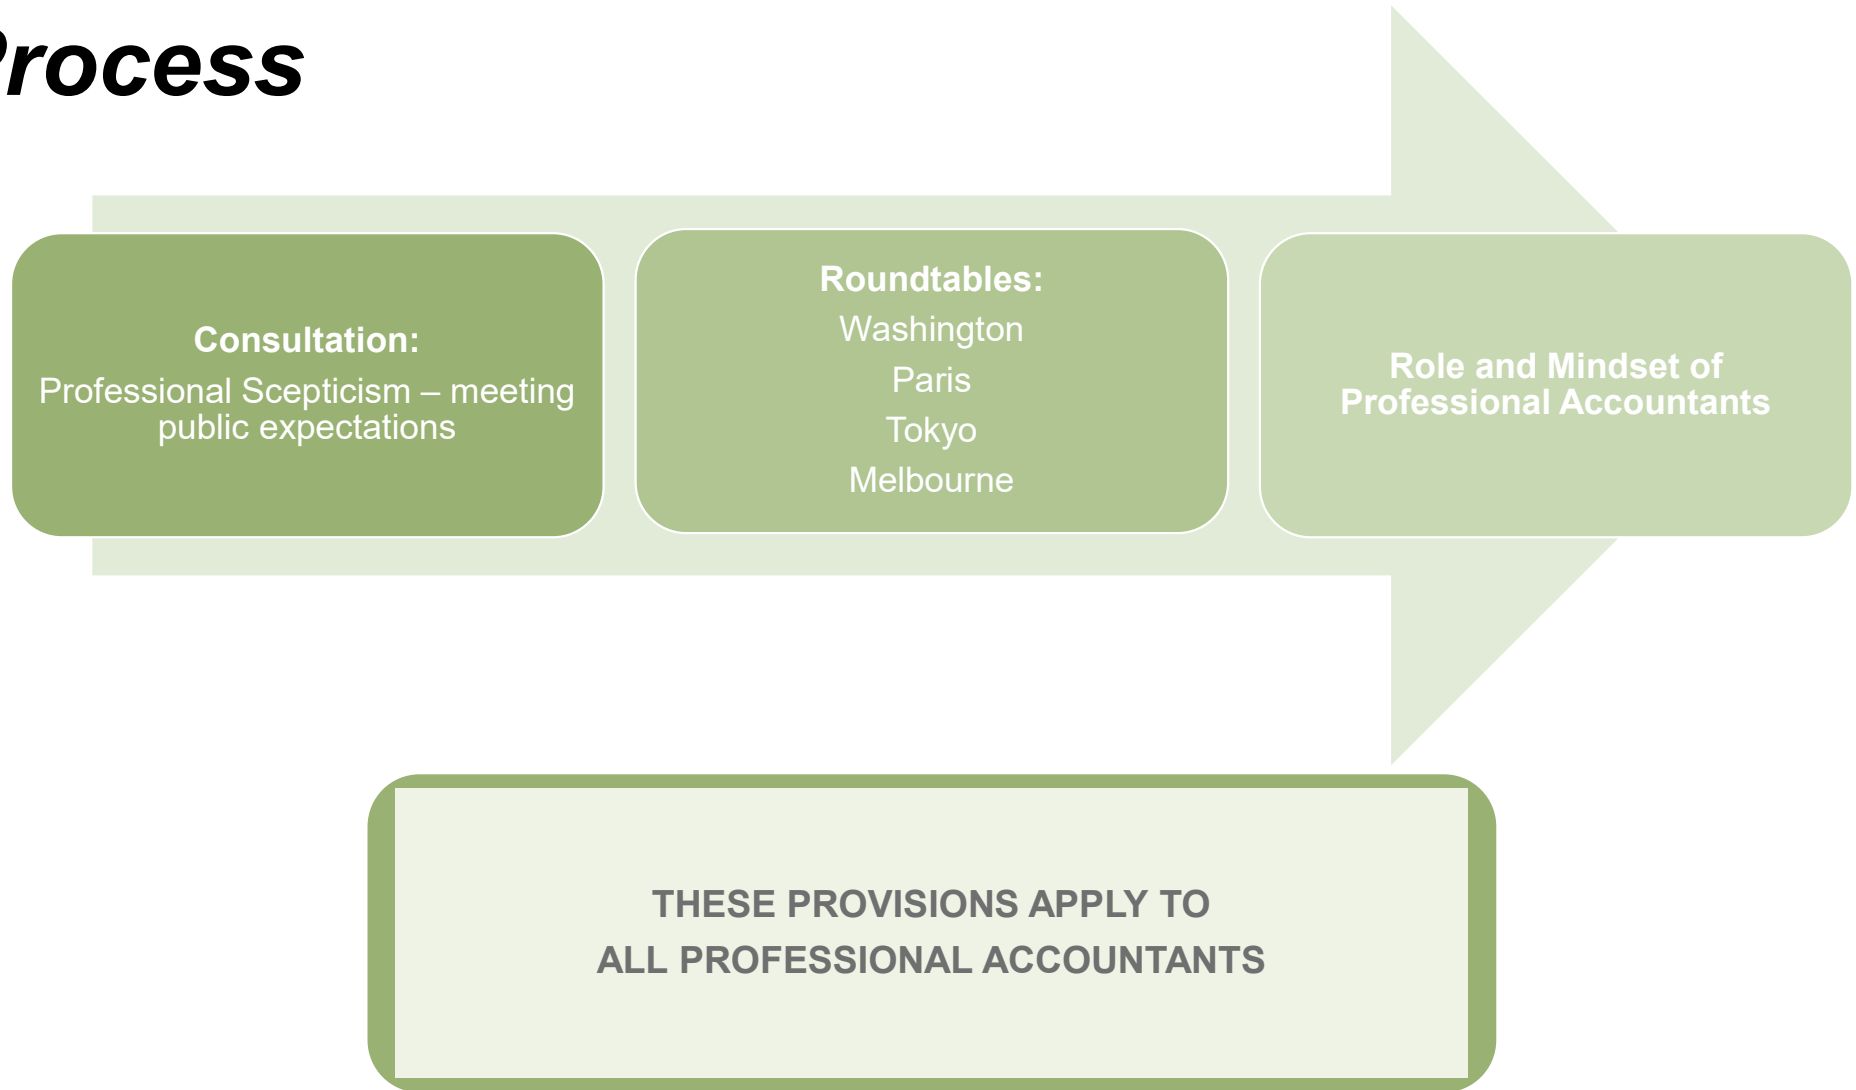 Process
Consultation:
Professional Scepticism – meeting
public expectations
Roundtables:
Washington
Paris
Tokyo
Melbourne
Role and Mindset of
Professional Accountants
THESE PROVISIONS APPLY TO
ALL PROFESSIONAL ACCOUNTANTS